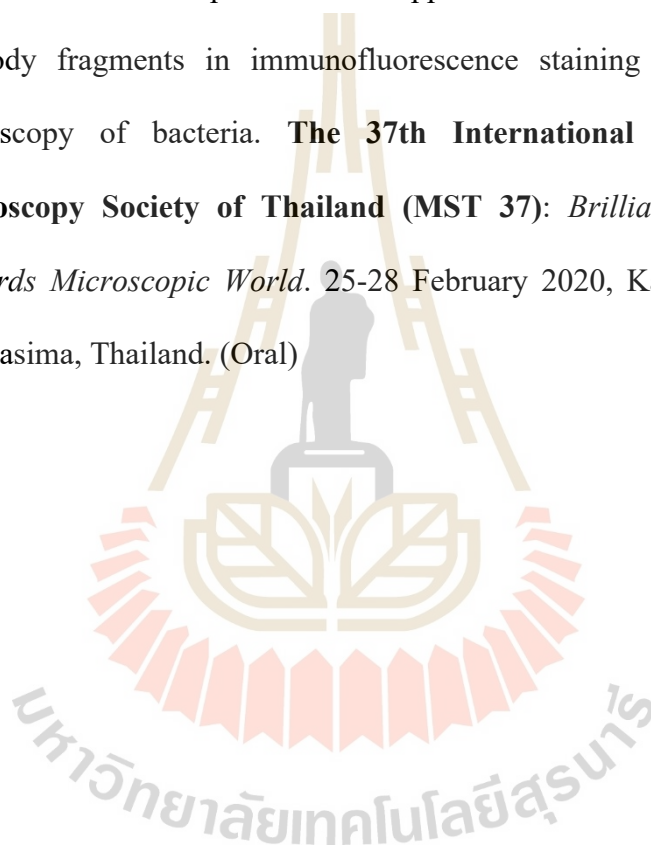 ody fragments in immunofluorescence staining
scopy of bacteria. The 37th International
oscopy Society of Thailand (MST 37): Brillia
rds Microscopic World. 25-28 February 2020, K
asima, Thailand. (Oral)
มหาวิทยาลัยเทคโนโลยีสุรนารี